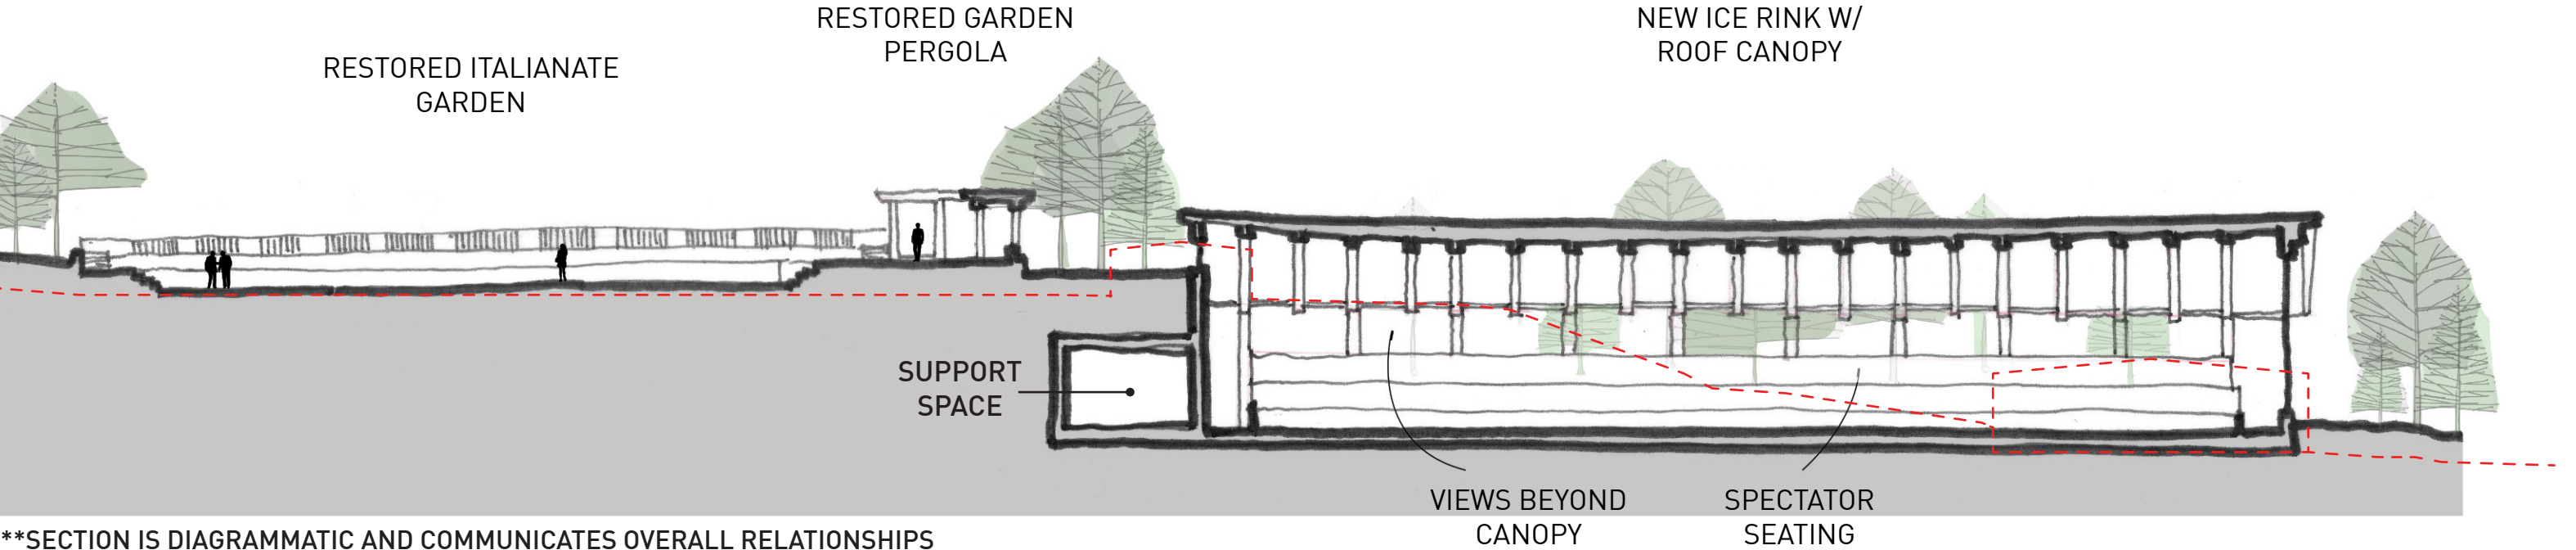 RESTORED ITALIANATE
GARDEN
RESTORED GARDEN
PERGOLA
NEW ICE RINK W/
ROOF CANOPY
SUPPORT
SPACE
VIEWS BEYOND
CANOPY
SPECTATOR
SEATING
**SECTION IS DIAGRAMMATIC AND COMMUNICATES OVERALL RELATIONSHIPS